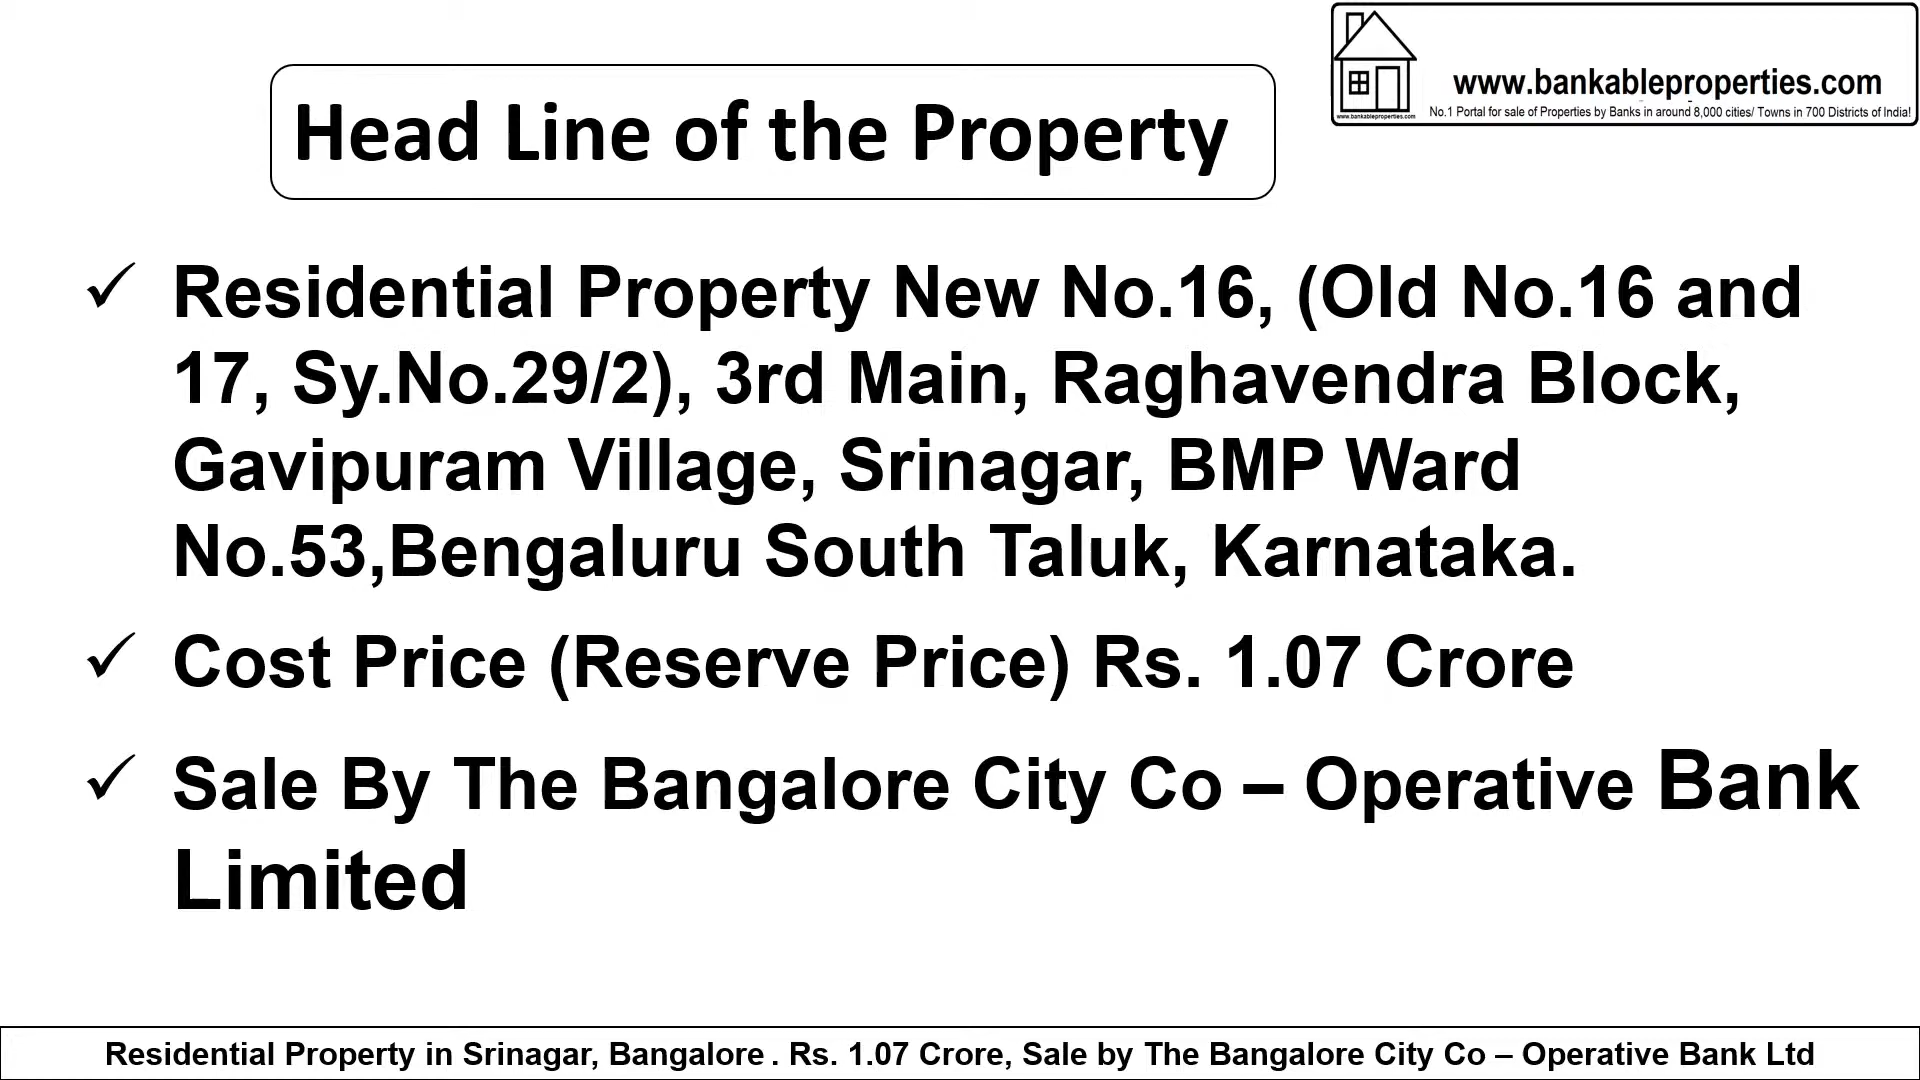 www.bankableproperties.com
No.1 Portal for sale of Properties by Banks in around 8,000 cities/ Towns in 700 Districts of India!
www.bankableproperties.com
Head Line of the Property
✓ Residential Property New No.16, (Old No.16 and
17, Sy.No.29/2), 3rd Main, Raghavendra Block,
Gavipuram Village, Srinagar, BMP Ward
No.53,Bengaluru South Taluk, Karnataka.
✓ Cost Price (Reserve Price) Rs. 1.07 Crore
✓ Sale By The Bangalore City Co – Operative Bank
Limited
Residential Property in Srinagar, Bangalore . Rs. 1.07 Crore, Sale by The Bangalore City Co – Operative Bank Ltd